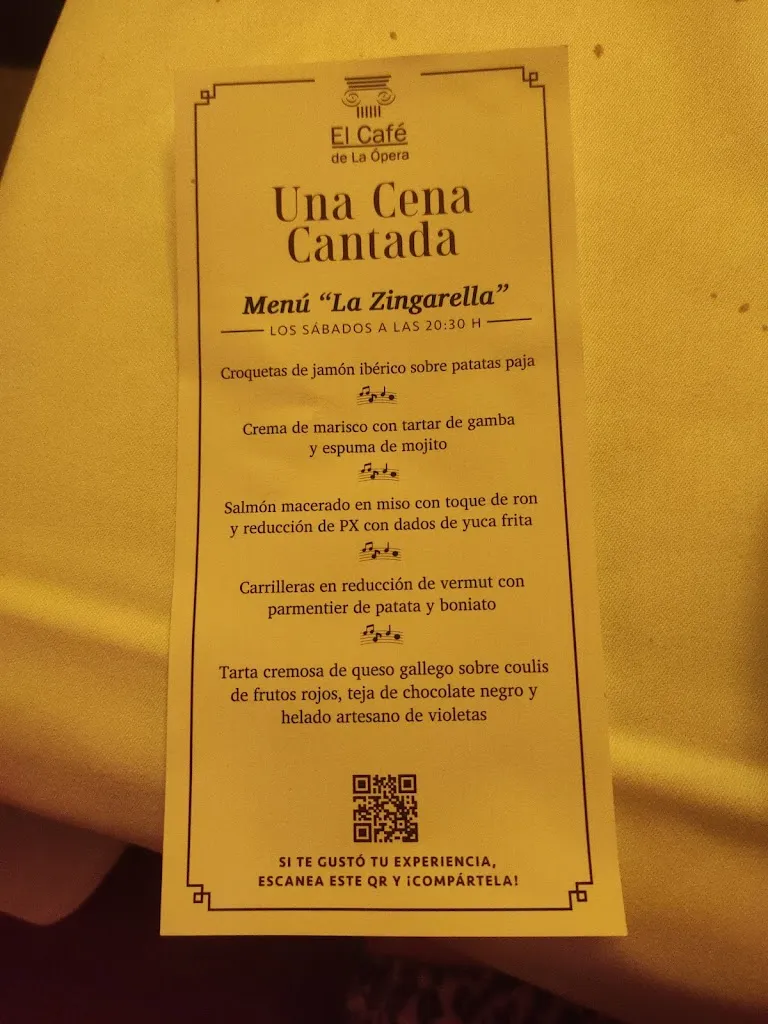 El Café
de La Ópera
Una Cena
Cantada
Menú “La Zingarella”
LOS SÁBADOS A LAS 20:30 H
Croquetas de jamón ibérico sobre patatas paja
Crema de marisco con tartar de gamba
y espuma de mojito
Salmón macerado en miso con toque de ron
y reducción de PX con dados de yuca frita
Carrilleras en reducción de vermut con
parmentier de patata y boniato
Tarta cremosa de queso gallego sobre coulis
de frutos rojos, teja de chocolate negro y
helado artesano de violetas
SI TE GUSTÓ TU EXPERIENCIA,
ESCANEA ESTE QR Y ¡COMPÁRTELA!